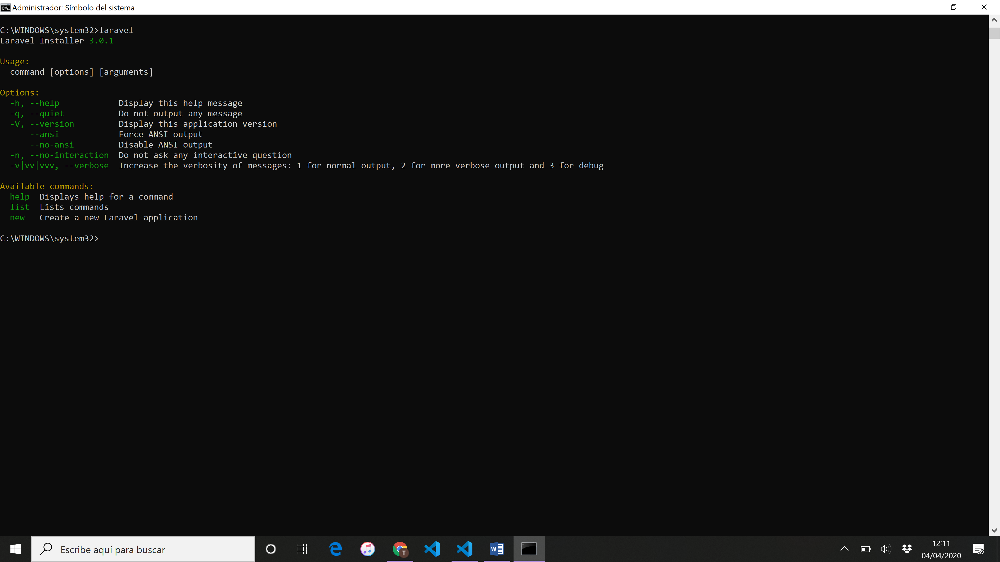 Administrador: Símbolo del sistema
C:\WINDOWS\system32>laravel
Laravel Installer 3.0.1
Usage:
  command [options] [arguments]
Options:
  -h, --help            Display this help message
  -q, --quiet           Do not output any message
  -V, --version         Display this application version
      --ansi            Force ANSI output
      --no-ansi         Disable ANSI output
  -n, --no-interaction  Do not ask any interactive question
  -v|vv|vvv, --verbose  Increase the verbosity of messages: 1 for normal output, 2 for more verbose output and 3 for debug
Available commands:
  help  Displays help for a command
  list  Lists commands
  new   Create a new Laravel application
C:\WINDOWS\system32>
Escribe aquí para buscar
T
W
12:11
04/04/2020